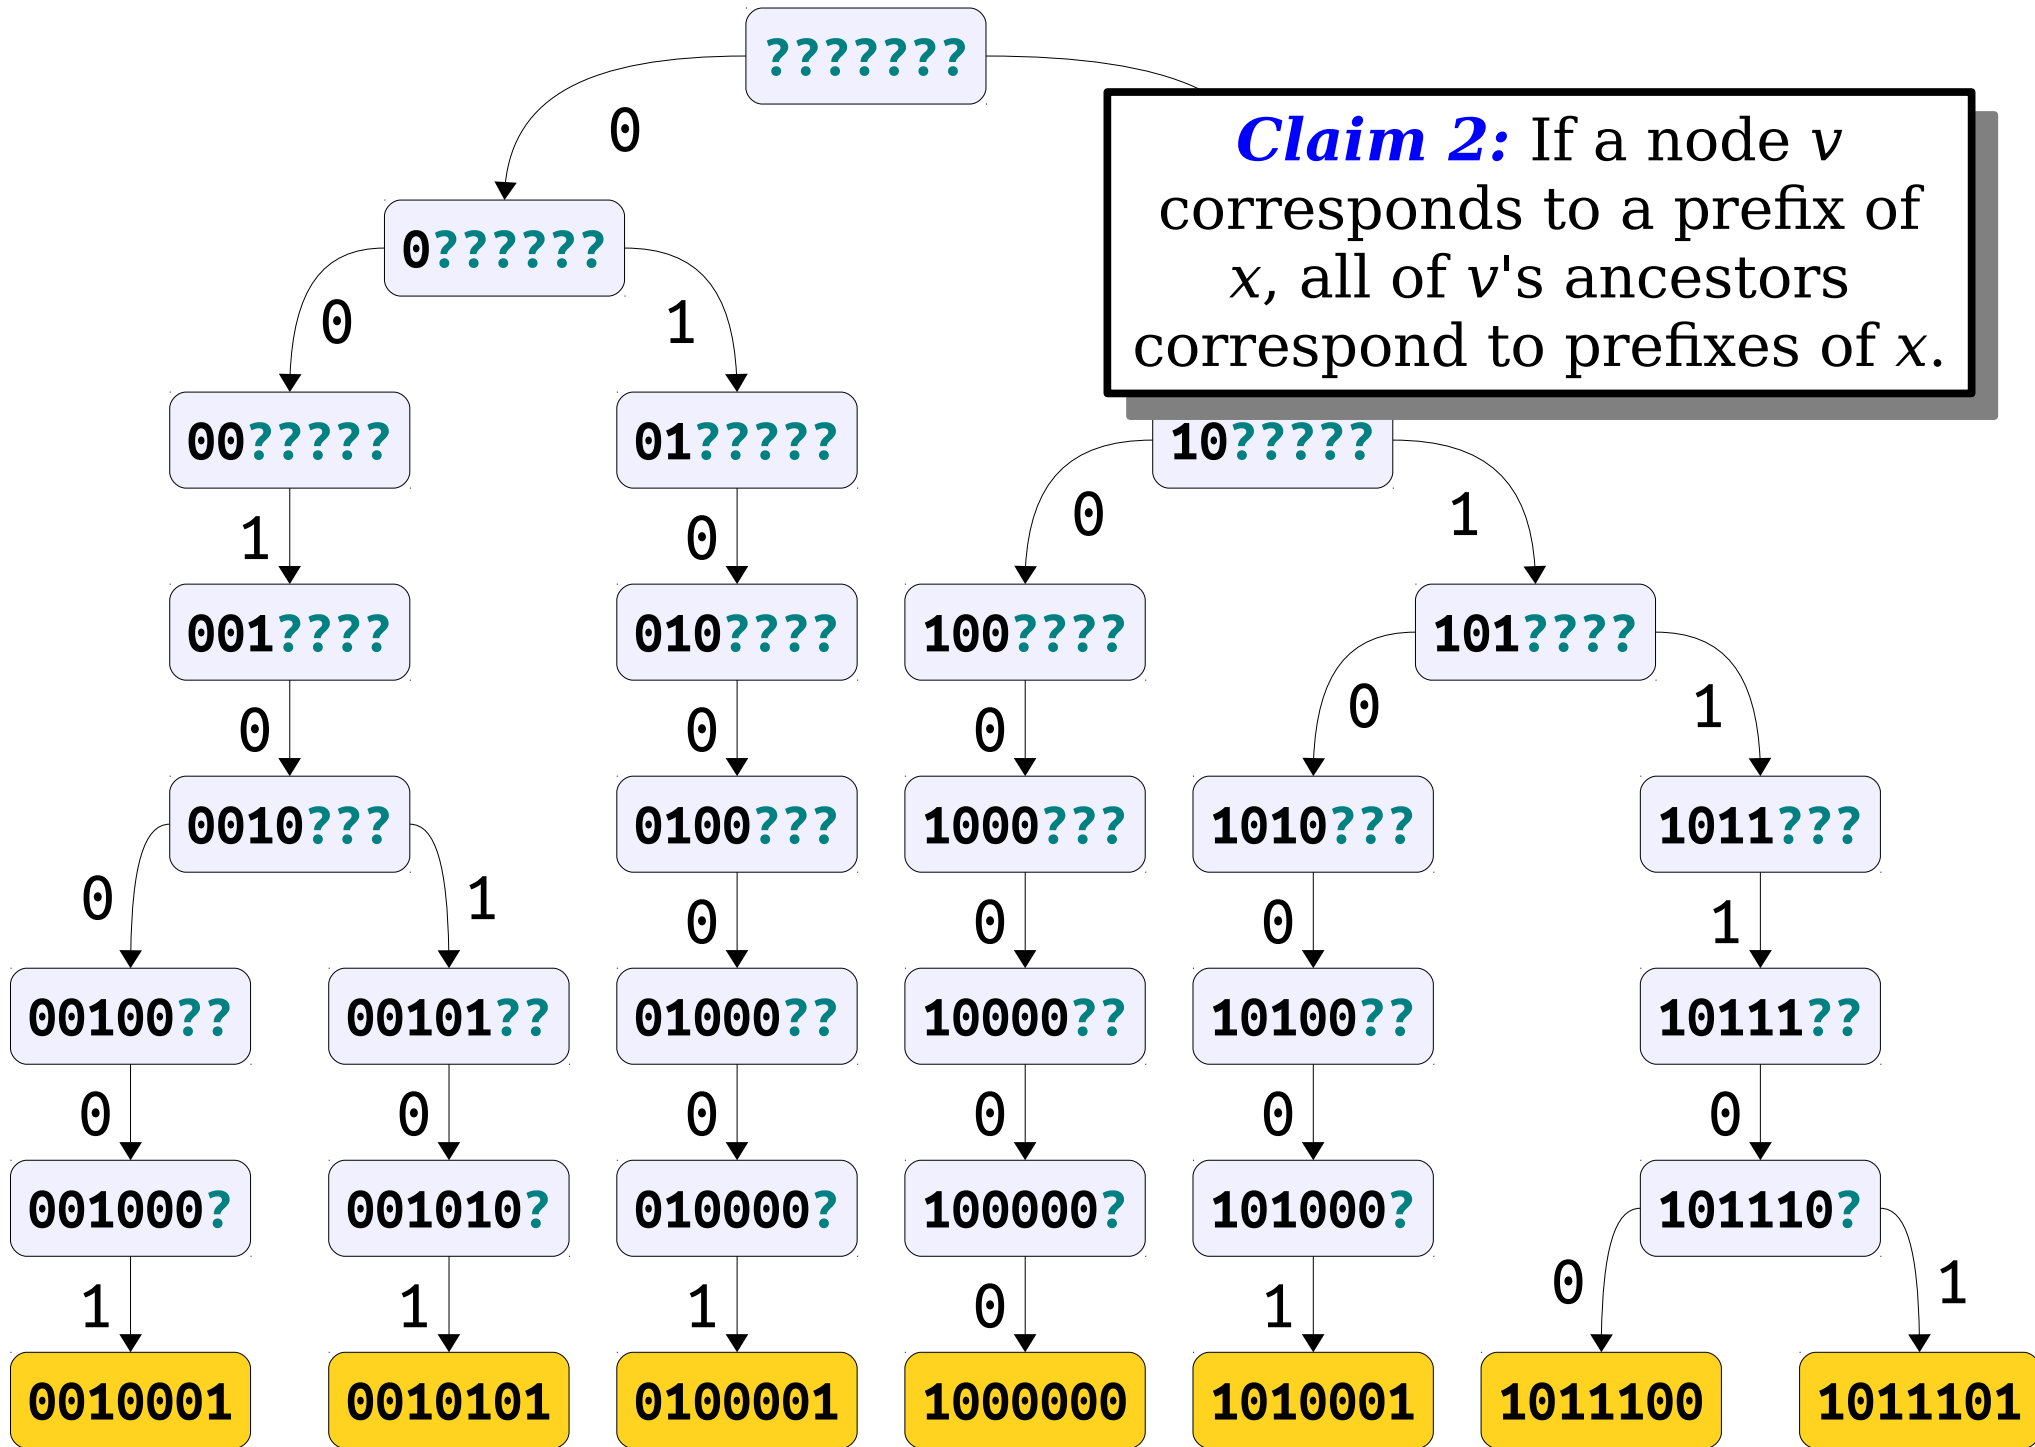 ???????
0
Claim 2: If a node v
corresponds to a prefix of
x, all of v's ancestors
correspond to prefixes of x.
0??????
0 1
00????? 01????? 10?????
1 0 0 1
001???? 010???? 100???? 101????
0 0 0 0 1
0010??? 0100??? 1000??? 1010??? 1011???
0 1 0 0 0 1
00100?? 00101?? 01000?? 10000?? 10100?? 10111??
0 0 0 0 0 0
001000? 001010? 010000? 100000? 101000? 101110?
1 1 1 0 1 0 1
0010001 0010101 0100001 1000000 1010001 1011100 1011101